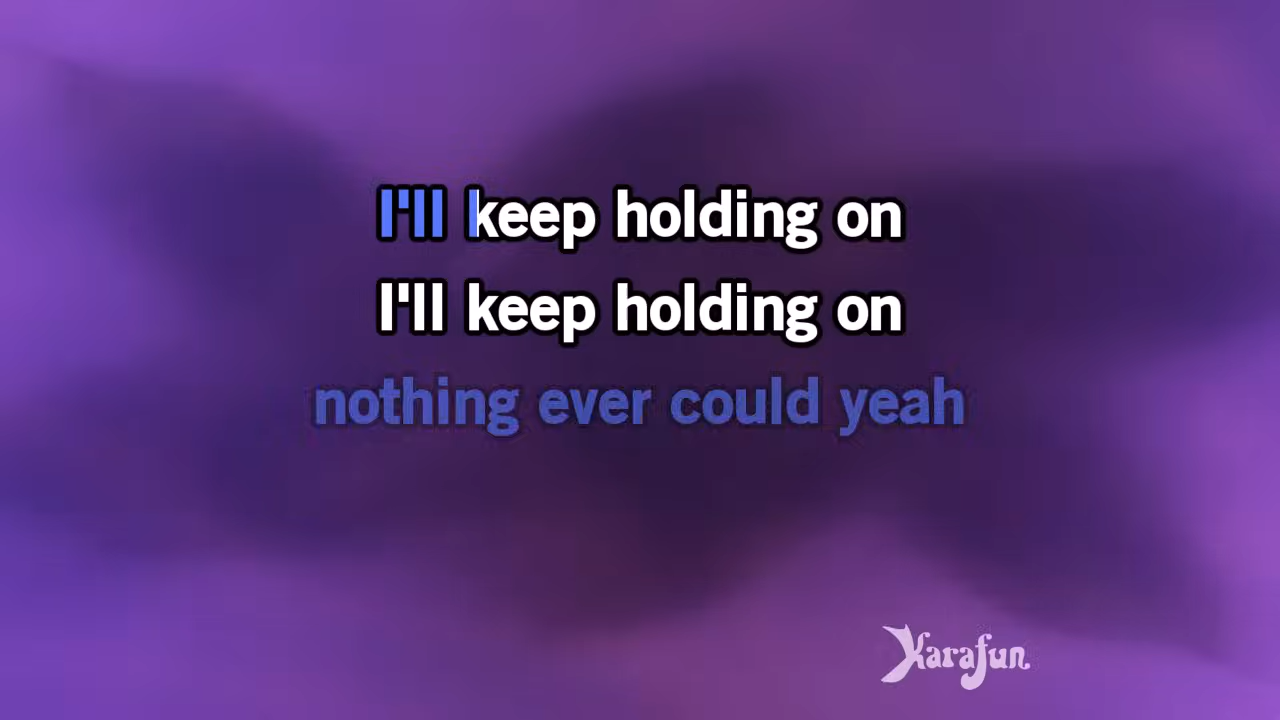 I'll keep holding on
I'll keep holding on
nothing ever could yeah
Karafun